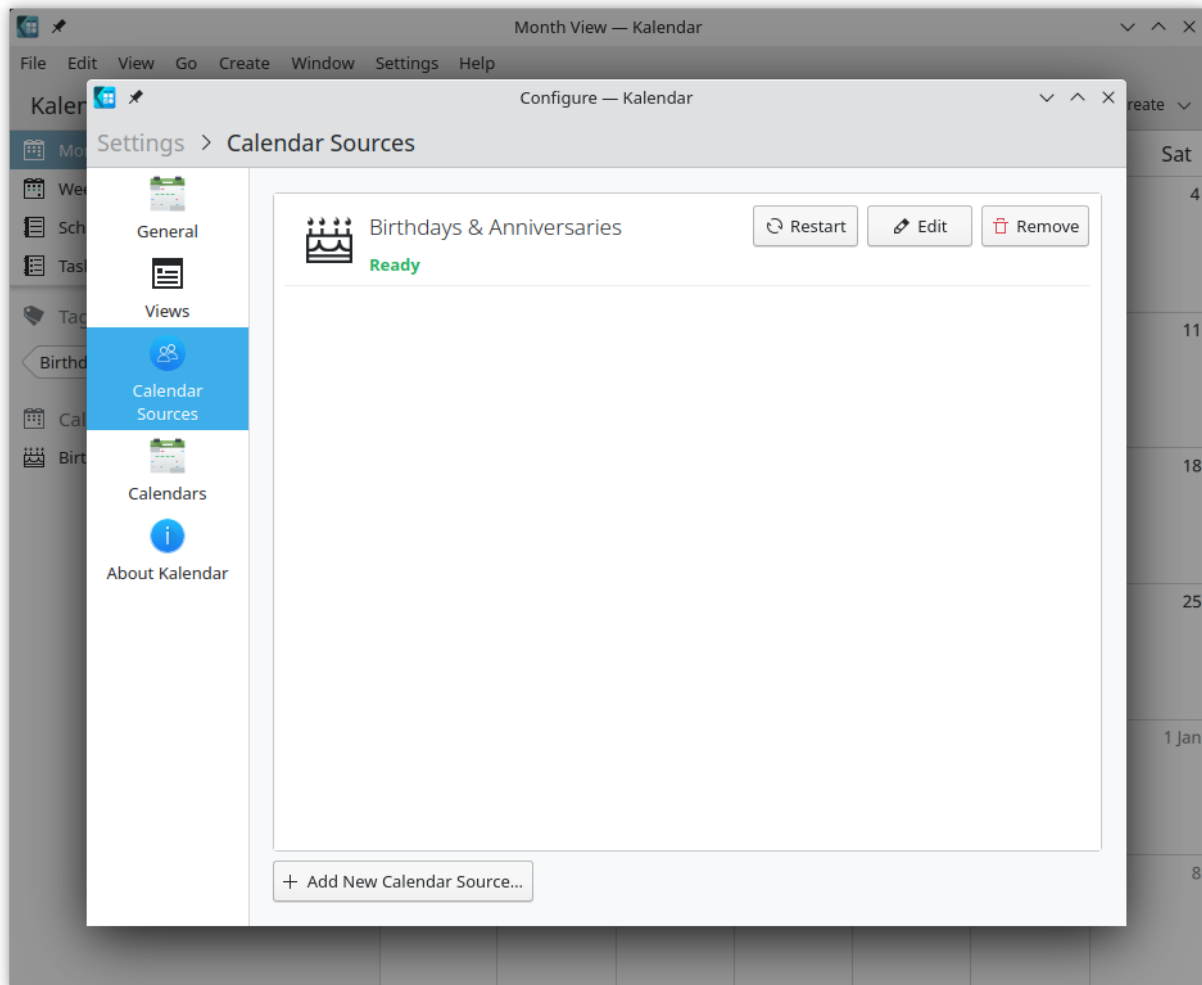 Month View — Kalendar
File Edit View Go Create Window Settings Help
Configure — Kalendar
Settings > Calendar Sources
Sat
4
11
18
25
1 Jan
8
General
Views
Calendar
Sources
Calendars
About Kalendar
Birthdays & Anniversaries
Ready
Restart
Edit
Remove
+ Add New Calendar Source...